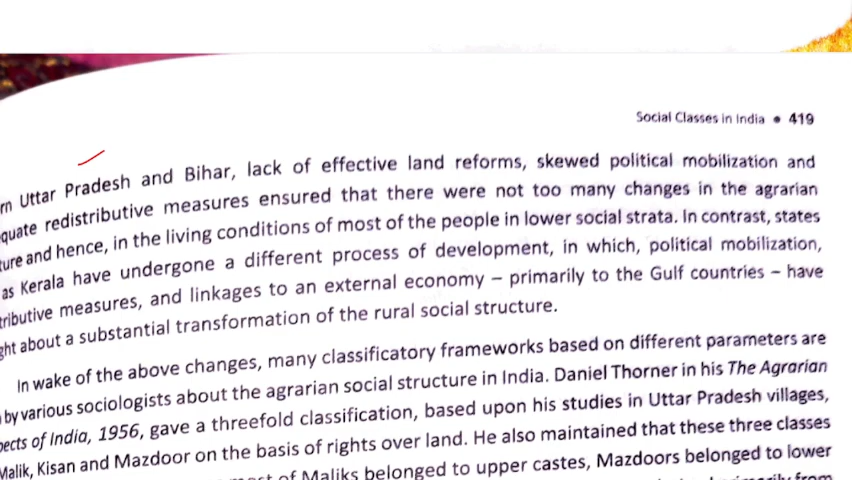 Social Classes in India • 419
rn Uttar Pradesh and Bihar, lack of effective land reforms, skewed political mobilization and
quate redistributive measures ensured that there were not too many changes in the agrarian
ture and hence, in the living conditions of most of the people in lower social strata. In contrast, states
as Kerala have undergone a different process of development, in which, political mobilization,
tributive measures, and linkages to an external economy – primarily to the Gulf countries – have
ght about a substantial transformation of the rural social structure.
In wake of the above changes, many classificatory frameworks based on different parameters are
by various sociologists about the agrarian social structure in India. Daniel Thorner in his The Agrarian
pects of India, 1956, gave a threefold classification, based upon his studies in Uttar Pradesh villages,
Malik, Kisan and Mazdoor on the basis of rights over land. He also maintained that these three classes
most of Maliks belonged to upper castes, Mazdoors belonged to lower
primarily from